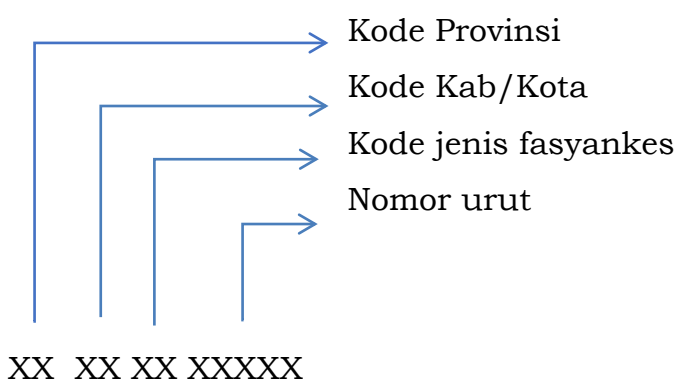 Kode Provinsi
Kode Kab/Kota
Kode jenis fasyankes
Nomor urut
XX XX XX XXXXX